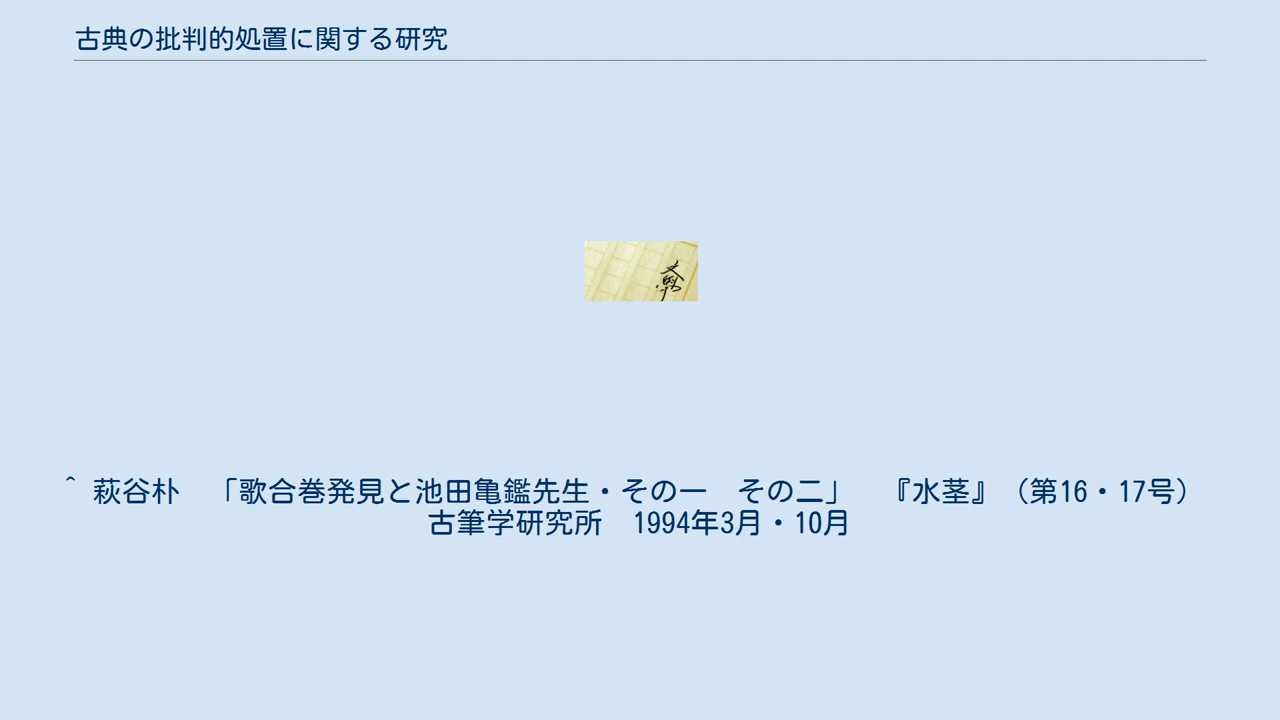 古典の批判的処置に関する研究
^ 萩谷朴　「歌合巻発見と池田亀鑑先生・その一　その二」　『水茎』（第16・17号）
古筆学研究所　1994年3月・10月